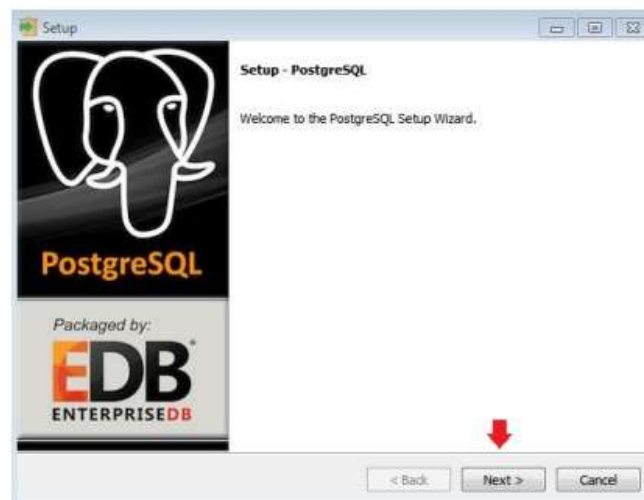 Setup
Setup - PostgreSQL
Welcome to the PostgreSQL Setup Wizard.
PostgreSQL
Packaged by:
EDB
ENTERPRISEDB
< Back
Next >
Cancel